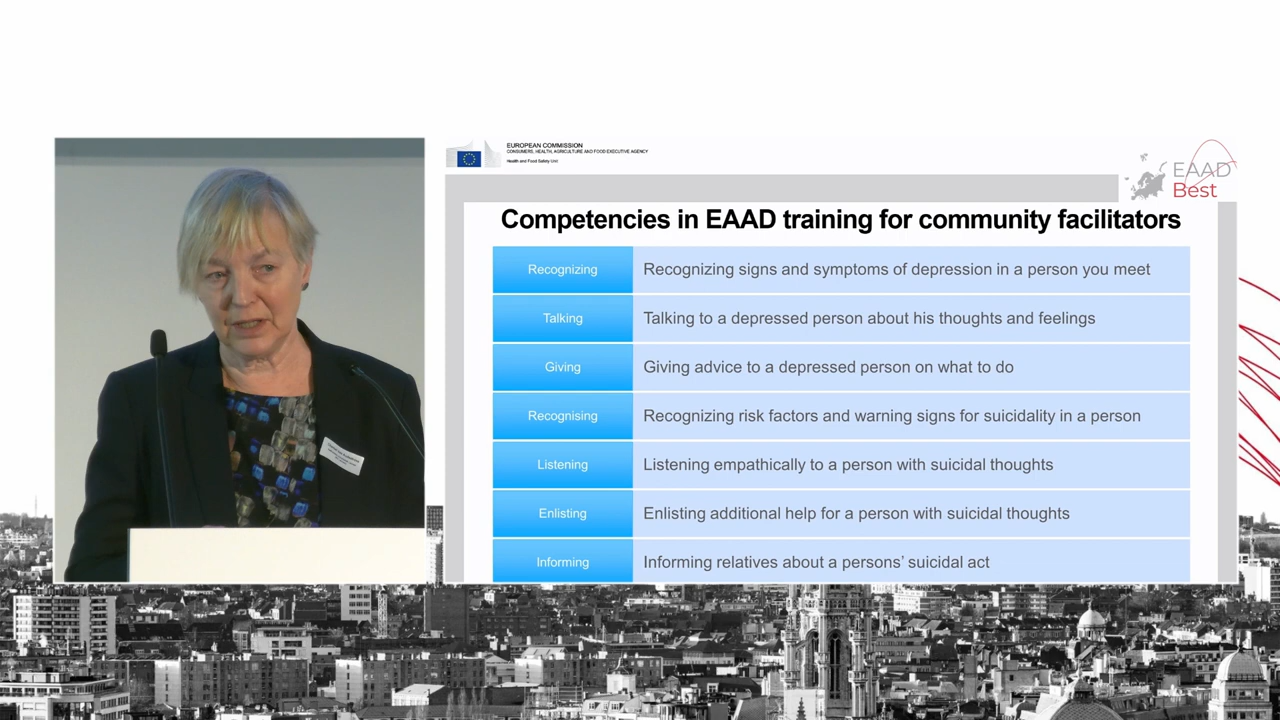 EUROPEAN COMMISSION
CONSUMERS, HEALTH, AGRICULTURE AND FOOD EXECUTIVE AGENCY
Health and Food Safety Unit
EAAD
Best
Competencies in EAAD training for community facilitators
Recognizing Recognizing signs and symptoms of depression in a person you meet
Talking Talking to a depressed person about his thoughts and feelings
Giving Giving advice to a depressed person on what to do
Recognising Recognizing risk factors and warning signs for suicidality in a person
Listening Listening empathically to a person with suicidal thoughts
Enlisting Enlisting additional help for a person with suicidal thoughts
Informing Informing relatives about a persons’ suicidal act